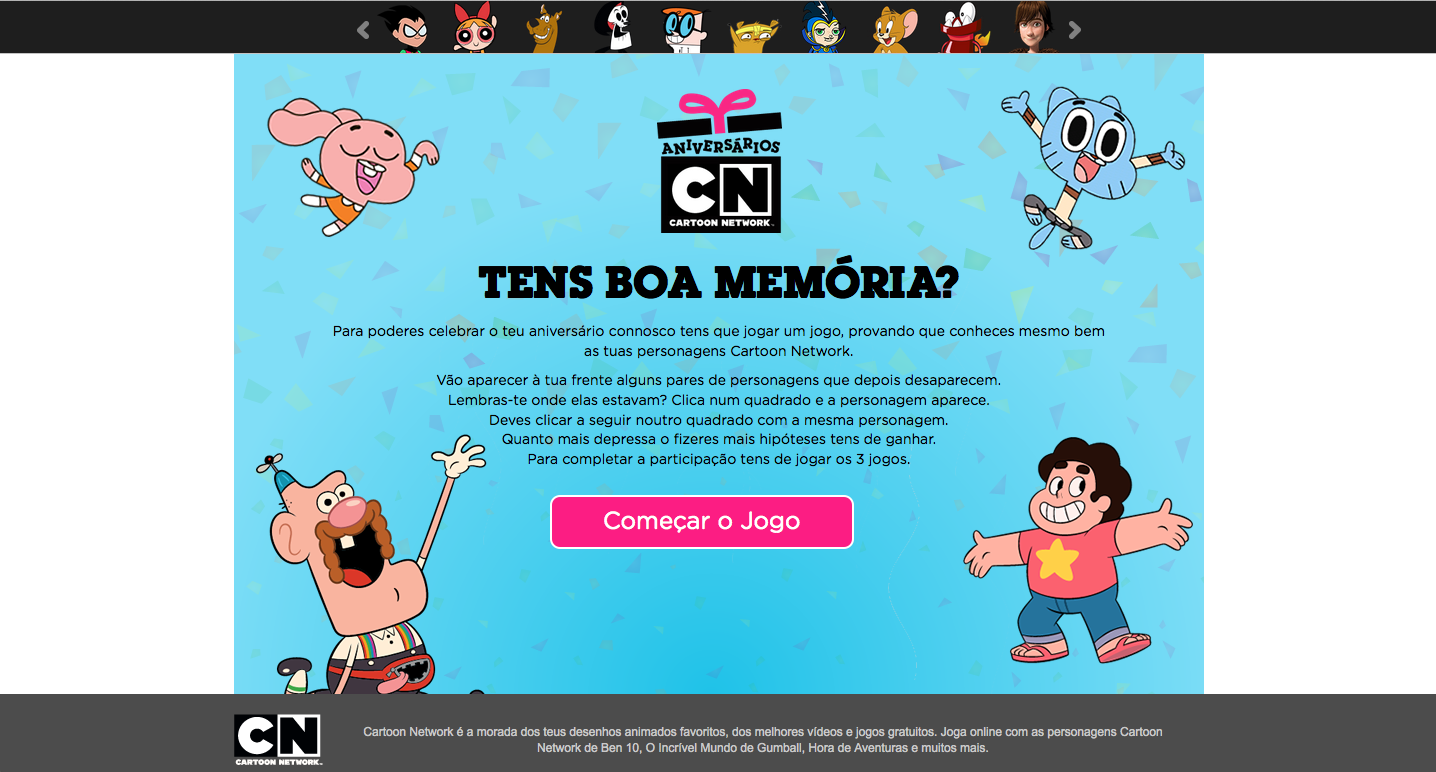 ANIVERSÁRIOS
CN
CARTOON NETWORK
TENS BOA MEMÓRIA?
Para poderes celebrar o teu aniversário connosco tens que jogar um jogo, provando que conheces mesmo bem
as tuas personagens Cartoon Network.
Vão aparecer à tua frente alguns pares de personagens que depois desaparecem.
Lembras-te onde elas estavam? Clica num quadrado e a personagem aparece.
Deves clicar a seguir noutro quadrado com a mesma personagem.
Quanto mais depressa o fizeres mais hipóteses tens de ganhar.
Para completar a participação tens de jogar os 3 jogos.
Começar o Jogo
CN
CARTOON NETWORK
Cartoon Network é a morada dos teus desenhos animados favoritos, dos melhores vídeos e jogos gratuitos. Joga online com as personagens Cartoon
Network de Ben 10, O Incrível Mundo de Gumball, Hora de Aventuras e muitos mais.